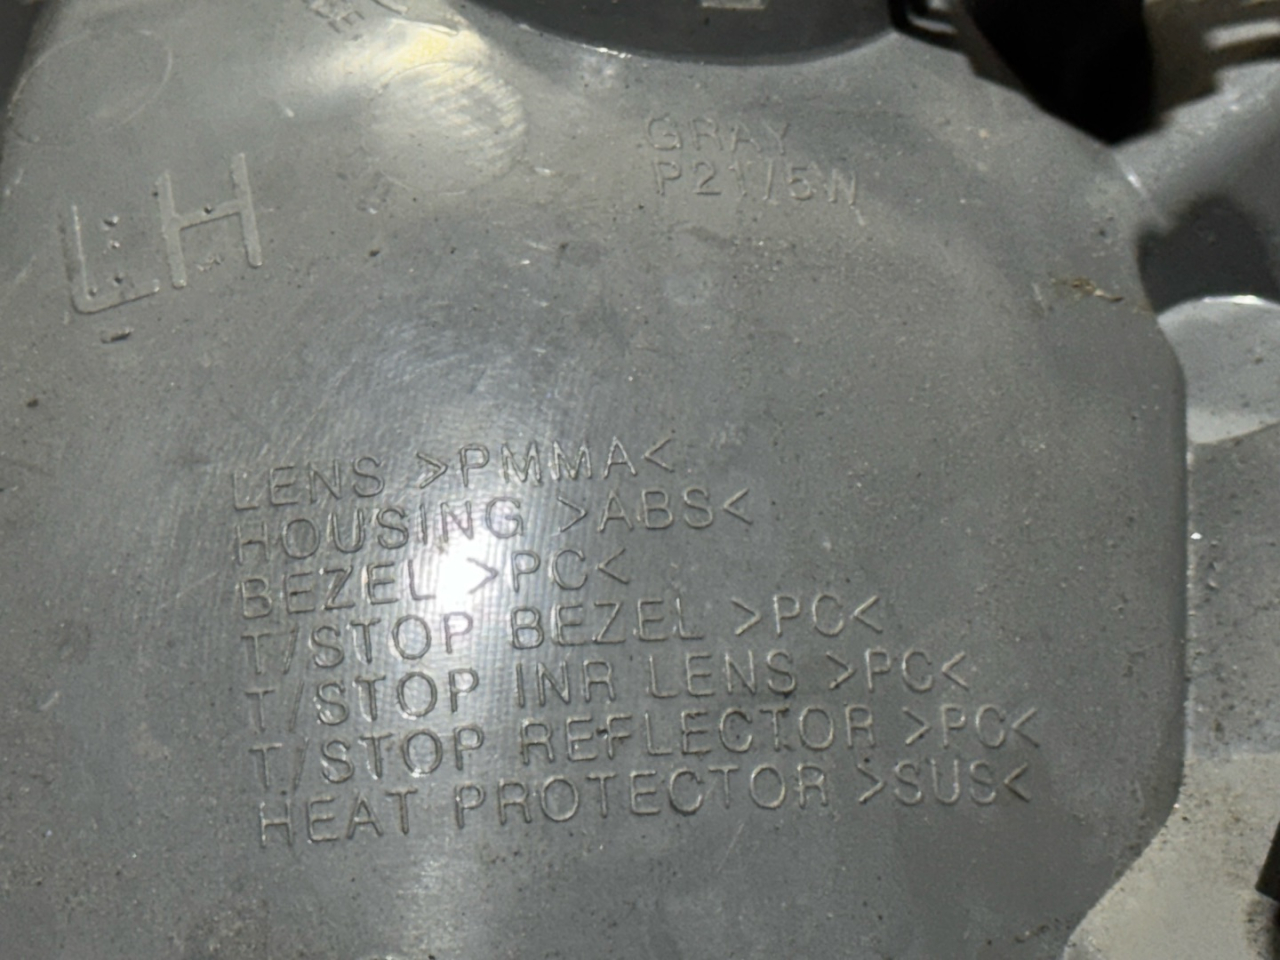 LH
GRAY
P21/5W
LENS >PMMA<
HOUSING >ABS<
BEZEL >PC<
T/STOP BEZEL >PC<
T/STOP INR LENS >PC<
T/STOP REFLECTOR >PC<
HEAT PROTECTOR >SUS<